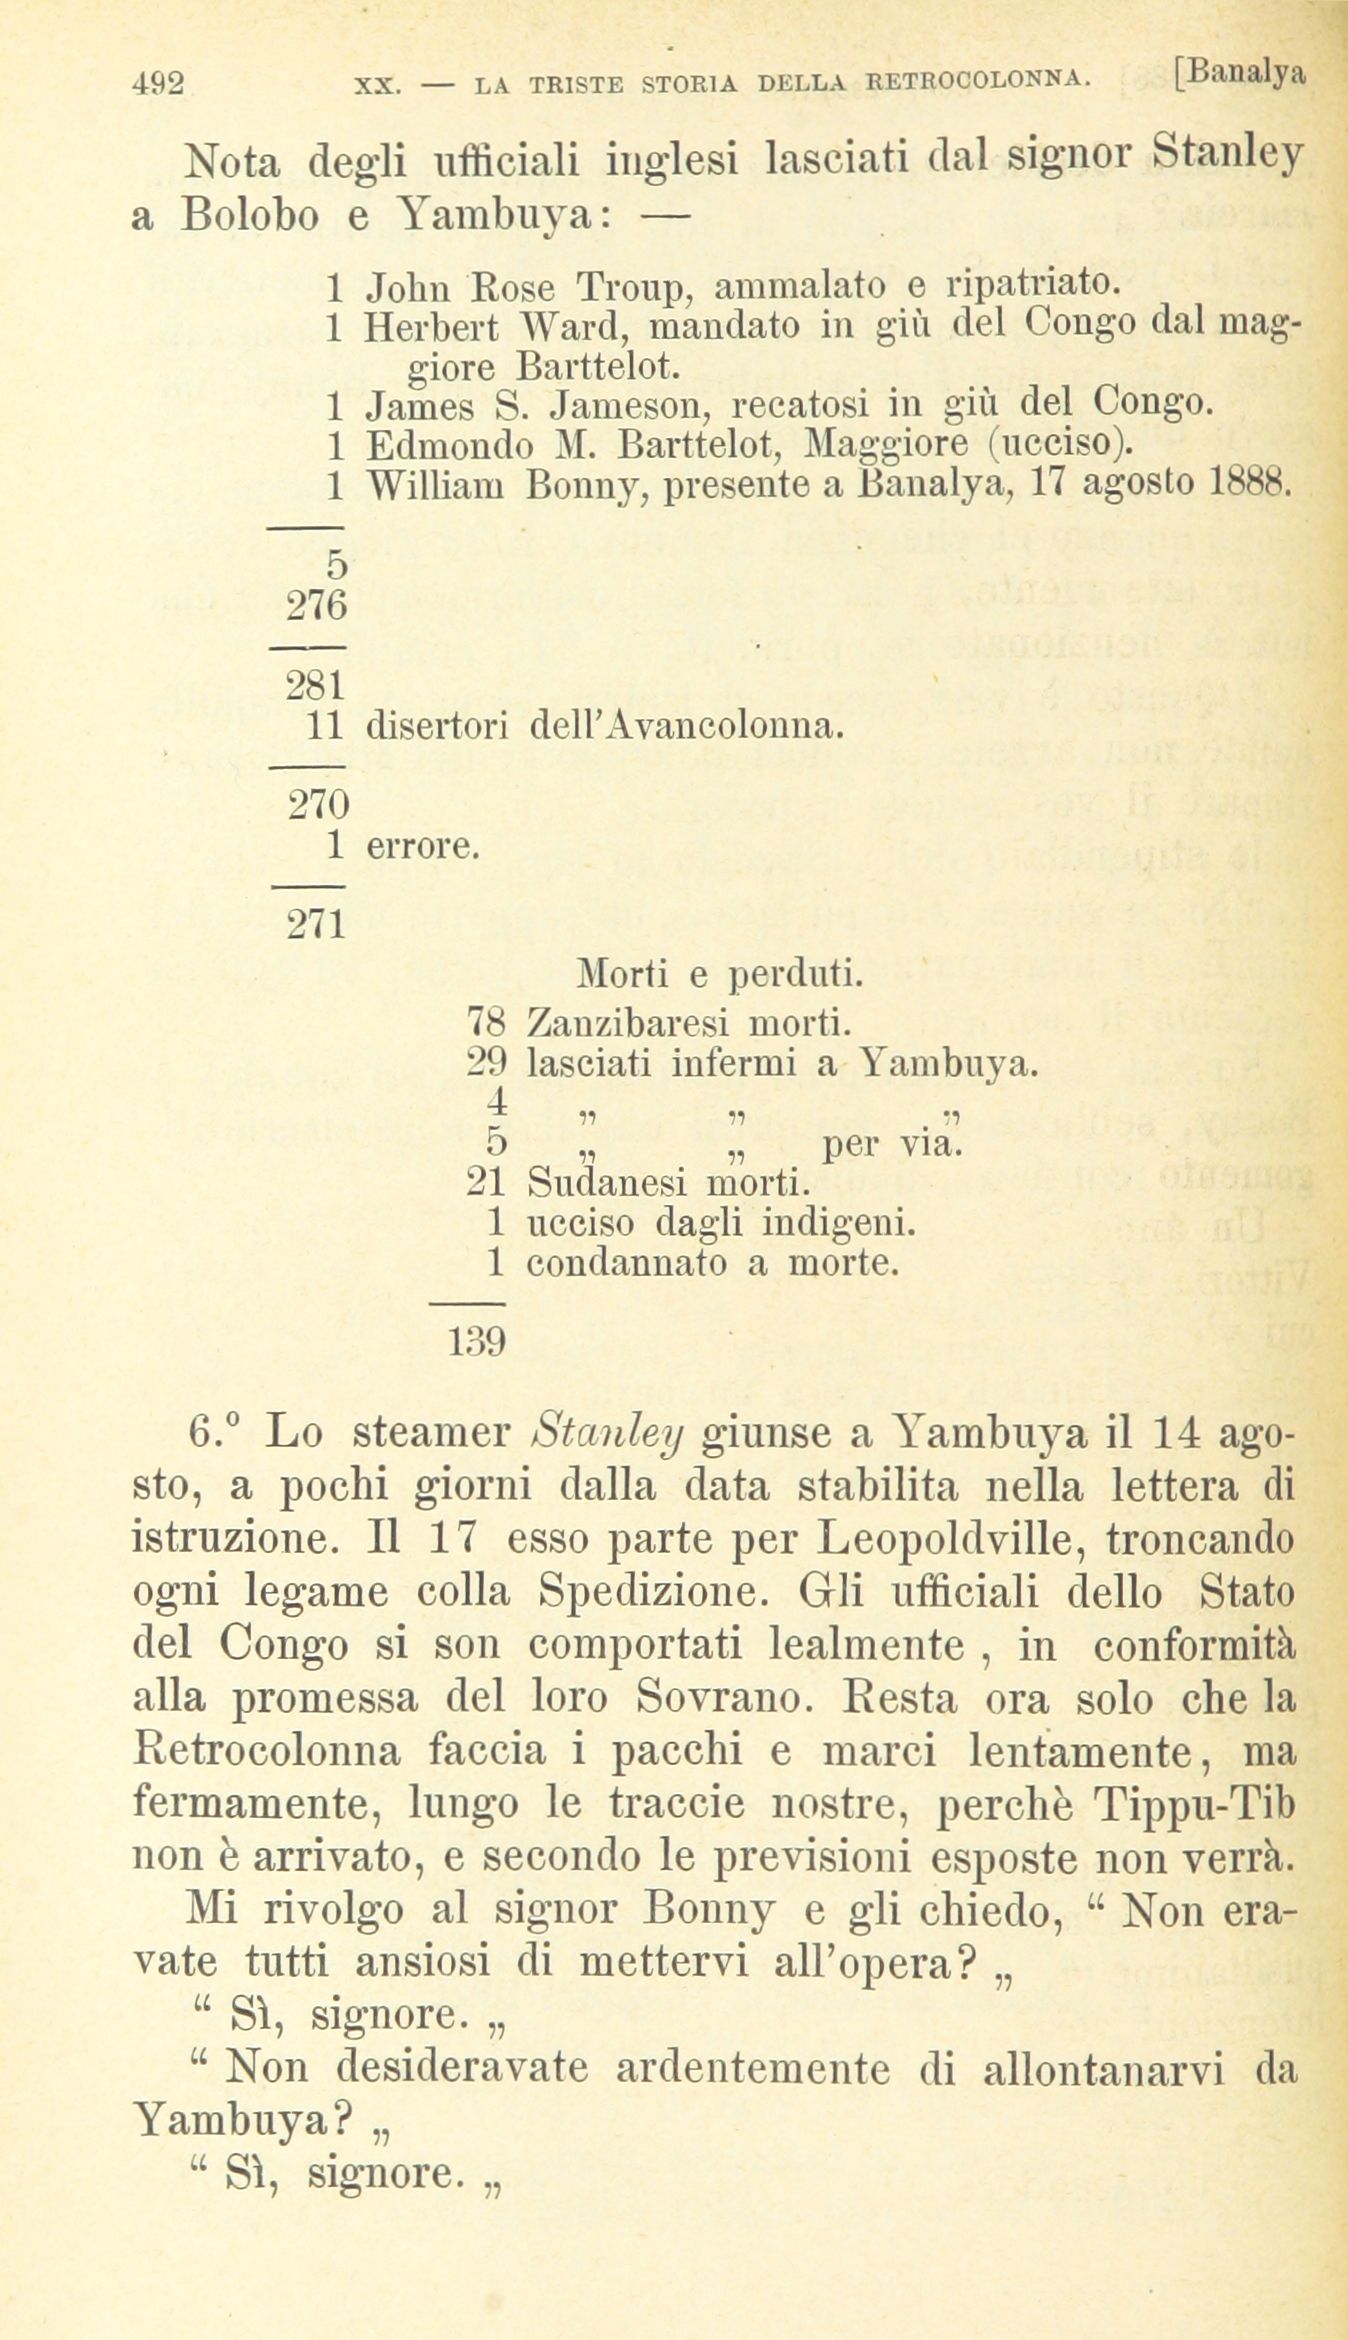 492 XX. — LA TRISTE STORIA DELLA RETROCOLONNA. [Banalya
Nota degli ufficiali inglesi lasciati dal signor Stanley
a Bolobo e Yambuya: —
1 John Rose Troup, ammalato e ripatriato.
1 Herbert Ward, mandato in giù del Congo dal mag-
giore Barttelot.
1 James S. Jameson, recatosi in giù del Congo.
1 Edmondo M. Barttelot, Maggiore (ucciso).
1 William Bonny, presente a Banalya, 17 agosto 1888.
5
276
281
11 disertori dell'Avancolonna.
270
1 errore.
271
Morti e perduti.
78 Zanzibaresi morti.
29 lasciati infermi a Yambuya.
4 „ „ „
5 „ „ per via.
21 Sudanesi morti.
1 ucciso dagli indigeni.
1 condannato a morte.
139
6.° Lo steamer Stanley giunse a Yambuya il 14 ago-
sto, a pochi giorni dalla data stabilita nella lettera di
istruzione. Il 17 esso parte per Leopoldville, troncando
ogni legame colla Spedizione. Gli ufficiali dello Stato
del Congo si son comportati lealmente , in conformità
alla promessa del loro Sovrano. Resta ora solo che la
Retrocolonna faccia i pacchi e marci lentamente, ma
fermamente, lungo le traccie nostre, perchè Tippu-Tib
non è arrivato, e secondo le previsioni esposte non verrà.
Mi rivolgo al signor Bonny e gli chiedo, “ Non era-
vate tutti ansiosi di mettervi all'opera? „
“ Sì, signore. „
“ Non desideravate ardentemente di allontanarvi da
Yambuya? „
“ Sì, signore. „